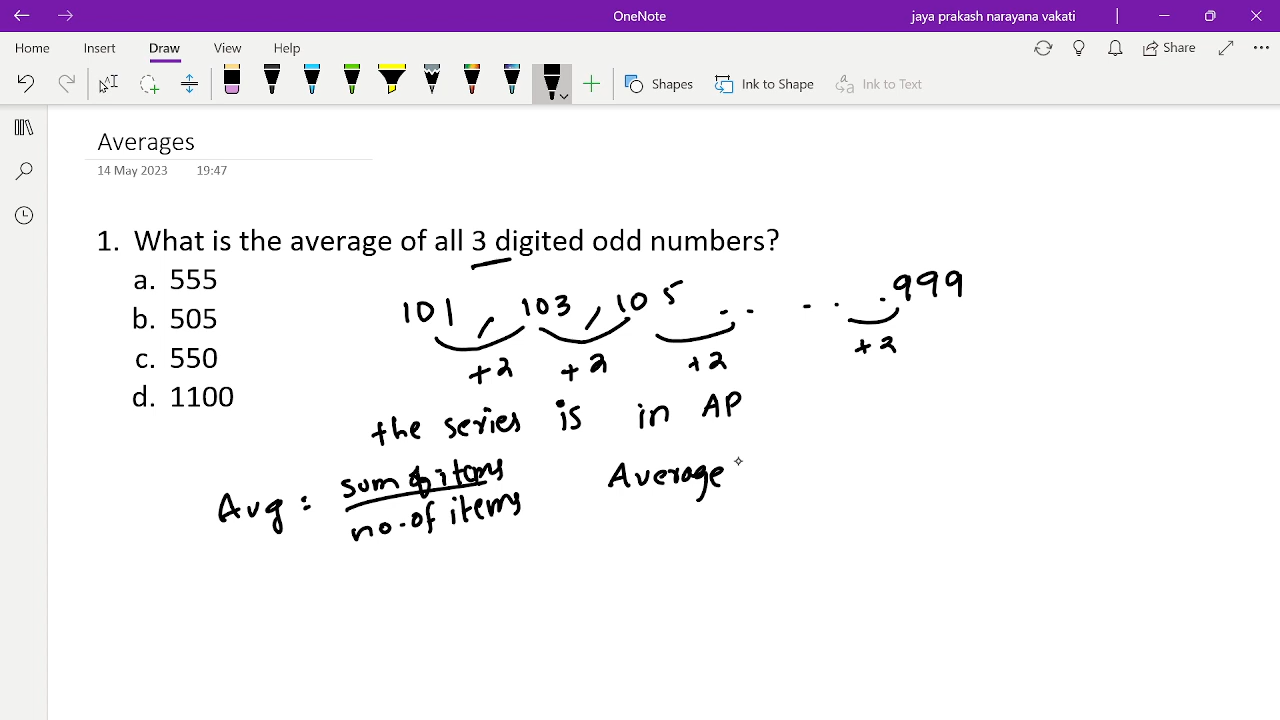 OneNote
jaya prakash narayana vakati
Home Insert Draw View Help
Share
Shapes Ink to Shape Ink to Text
Averages
14 May 2023 19:47
1. What is the average of all 3 digited odd numbers?
a. 555
b. 505
c. 550
d. 1100
101 , 103 , 105 .. .. . 999
+2 +2 +2 +2
the series is in AP
Avg = sum of items
no. of items
Average